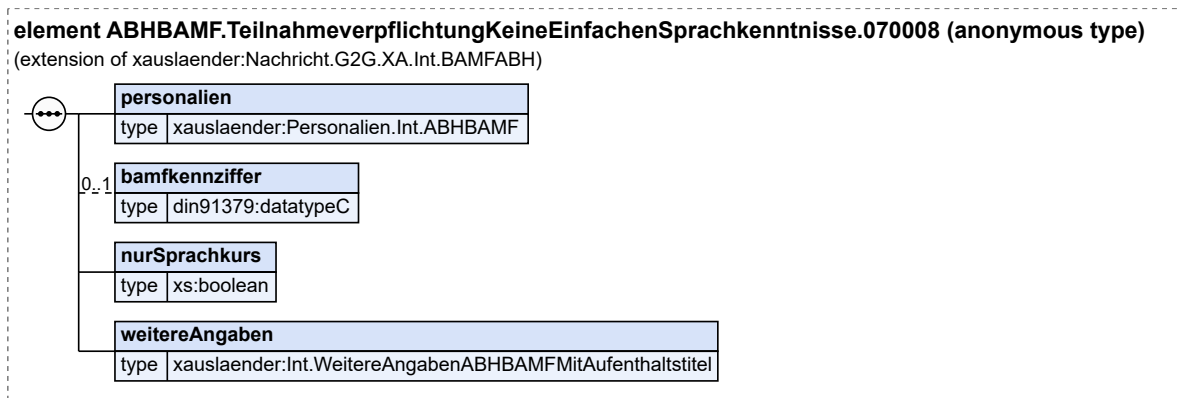 element ABHBAMF.TeilnahmeverpflichtungKeineEinfachenSprachkenntnisse.070008 (anonymous type)
(extension of xauslaender:Nachricht.G2G.XA.Int.BAMFABH)
personalien
type xauslaender:Personalien.Int.ABHBAMF
0..1 bamfkennziffer
type din91379:datatypeC
nurSprachkurs
type xs:boolean
weitereAngaben
type xauslaender:Int.WeitereAngabenABHBAMFMitAufenthaltstitel